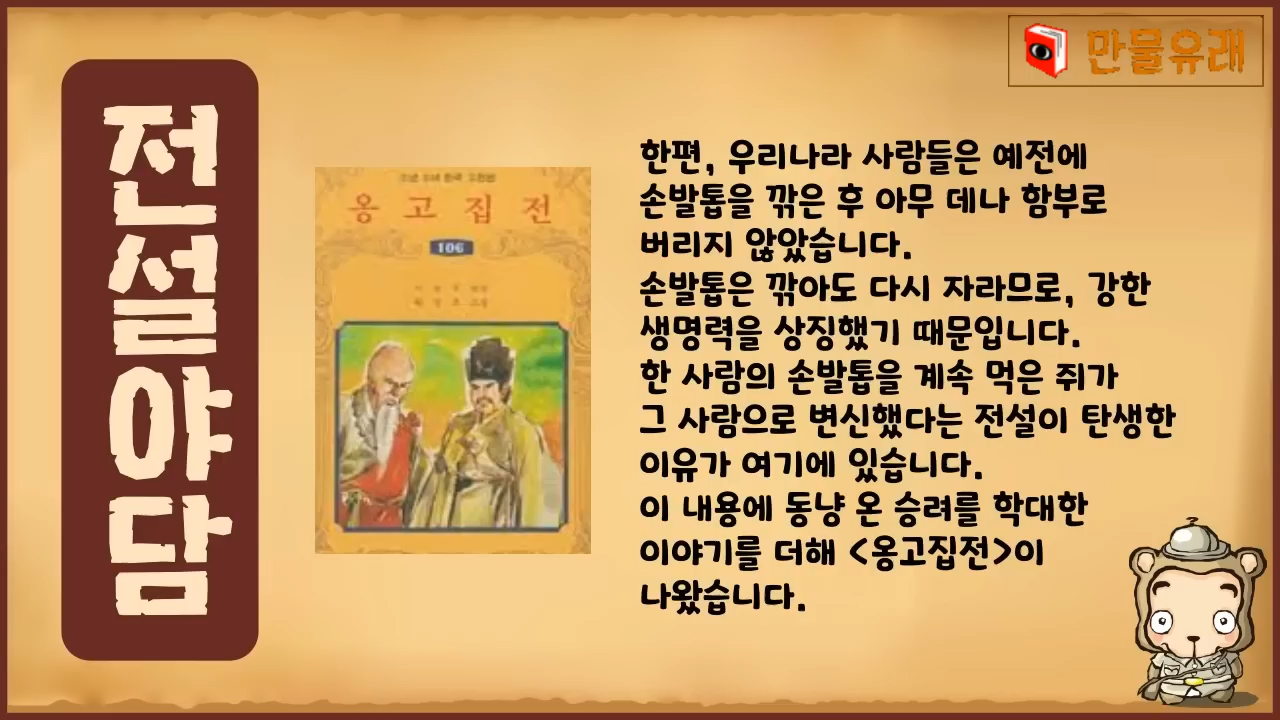 만물유래
전설야담
옹고집전
106
한편, 우리나라 사람들은 예전에
손발톱을 깎은 후 아무 데나 함부로
버리지 않았습니다.
손발톱은 깎아도 다시 자라므로, 강한
생명력을 상징했기 때문입니다.
한 사람의 손발톱을 계속 먹은 쥐가
그 사람으로 변신했다는 전설이 탄생한
이유가 여기에 있습니다.
이 내용에 동냥 온 승려를 학대한
이야기를 더해 <옹고집전>이
나왔습니다.